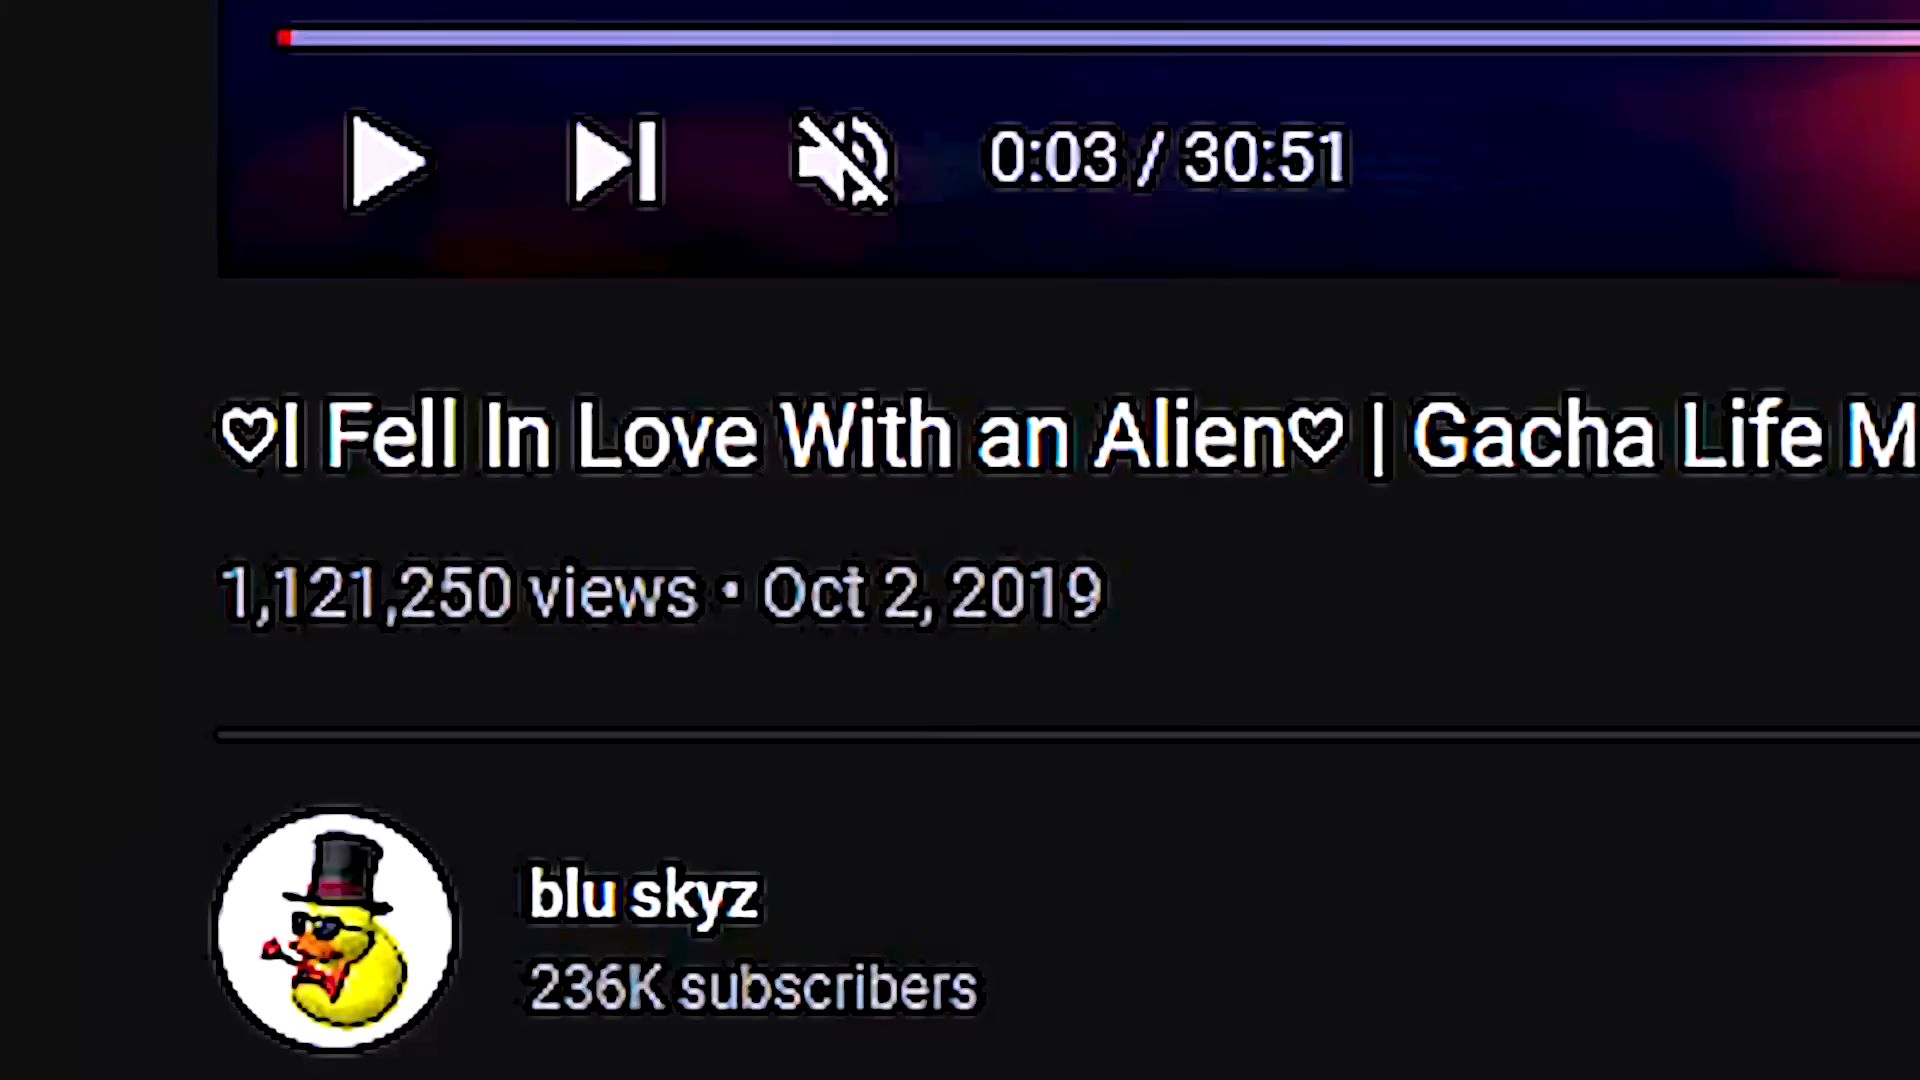 0:03 / 30:51
♡I Fell In Love With an Alien♡ | Gacha Life M
1,121,250 views • Oct 2, 2019
blu skyz
236K subscribers